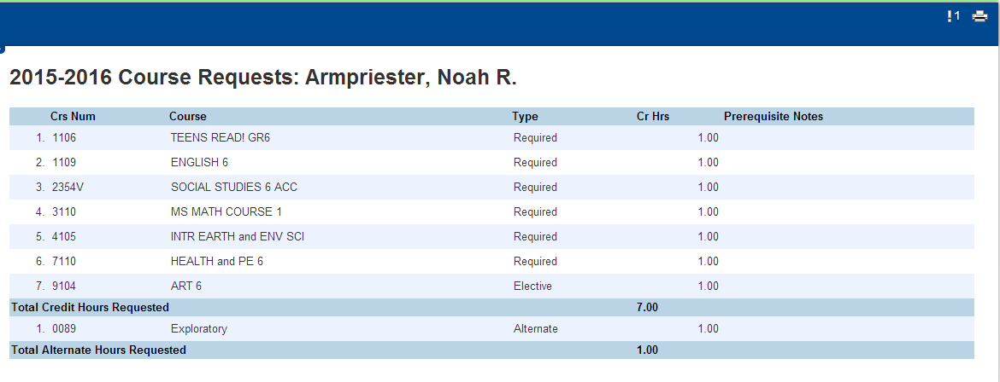 !1
2015-2016 Course Requests: Armpriester, Noah R.
Crs Num Course Type Cr Hrs Prerequisite Notes
1. 1106 TEENS READ! GR6 Required 1.00
2. 1109 ENGLISH 6 Required 1.00
3. 2354V SOCIAL STUDIES 6 ACC Required 1.00
4. 3110 MS MATH COURSE 1 Required 1.00
5. 4105 INTR EARTH and ENV SCI Required 1.00
6. 7110 HEALTH and PE 6 Required 1.00
7. 9104 ART 6 Elective 1.00
Total Credit Hours Requested 7.00
1. 0089 Exploratory Alternate 1.00
Total Alternate Hours Requested 1.00